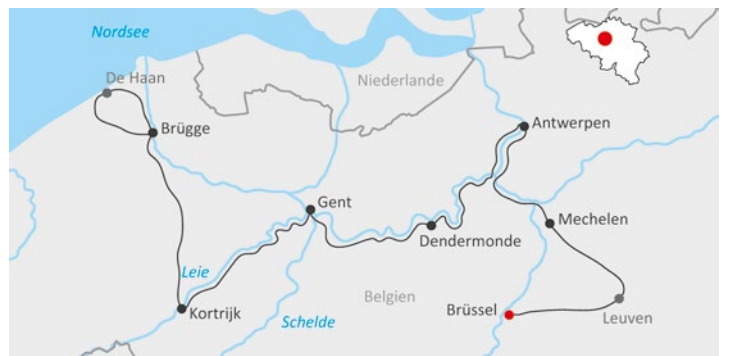 Nordsee
De Haan
Niederlande
Brügge
Antwerpen
Gent
Mechelen
Dendermonde
Leie
Belgien
Brüssel
Kortrijk
Schelde
Leuven